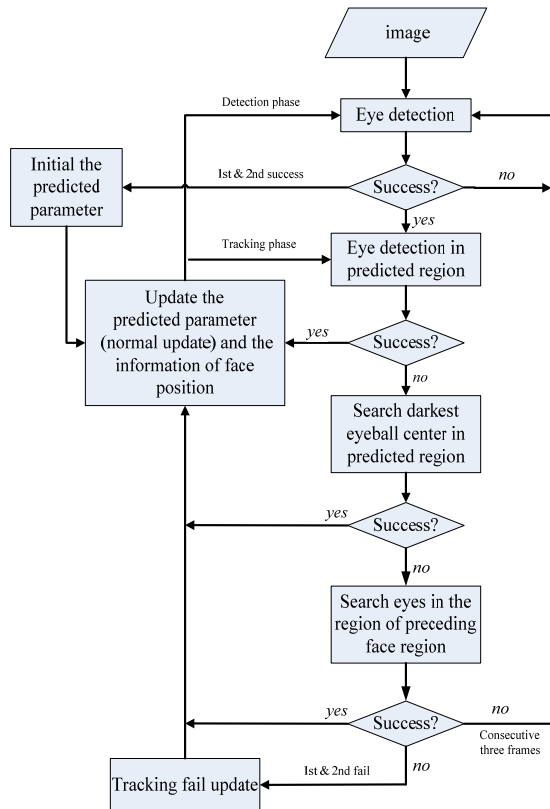 image
Detection phase
Eye detection
Initial the
predicted
parameter
1st & 2nd success
Success?
no
yes
Tracking phase
Eye detection in
predicted region
Update the
predicted parameter
(normal update) and the
information of face
position
yes
Success?
no
Search darkest
eyeball center in
predicted region
yes
Success?
no
Search eyes in the
region of preceding
face region
yes
Success?
no
Consecutive
three frames
no
1st & 2nd fail
Tracking fail update